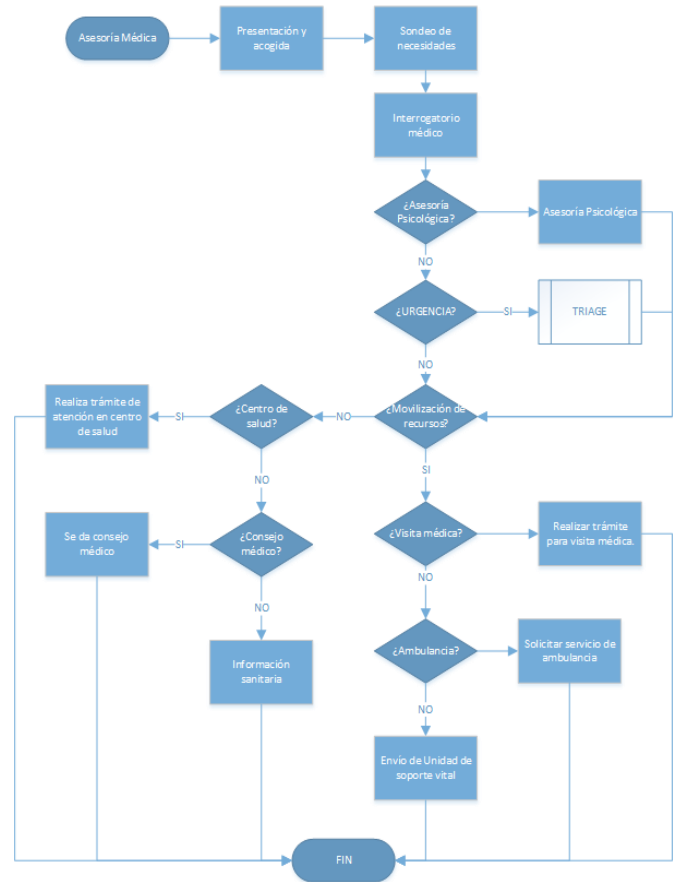 Asesoría Médica
Presentación y
acogida
Sondeo de
necesidades
Interrogatorio
médico
¿Asesoría
Psicológica?
Asesoría Psicológica
NO
¿URGENCIA?
SI
TRIAGE
NO
Realiza trámite de
atención en centro
de salud
SI
¿Centro de
salud?
NO
¿Movilización de
recursos?
NO
SI
Se da consejo
médico
SI
¿Consejo
médico?
¿Visita médica?
Realizar trámite
para visita médica.
NO
NO
Información
sanitaria
¿Ambulancia?
Solicitar servicio de
ambulancia
NO
Envío de Unidad de
soporte vital
FIN